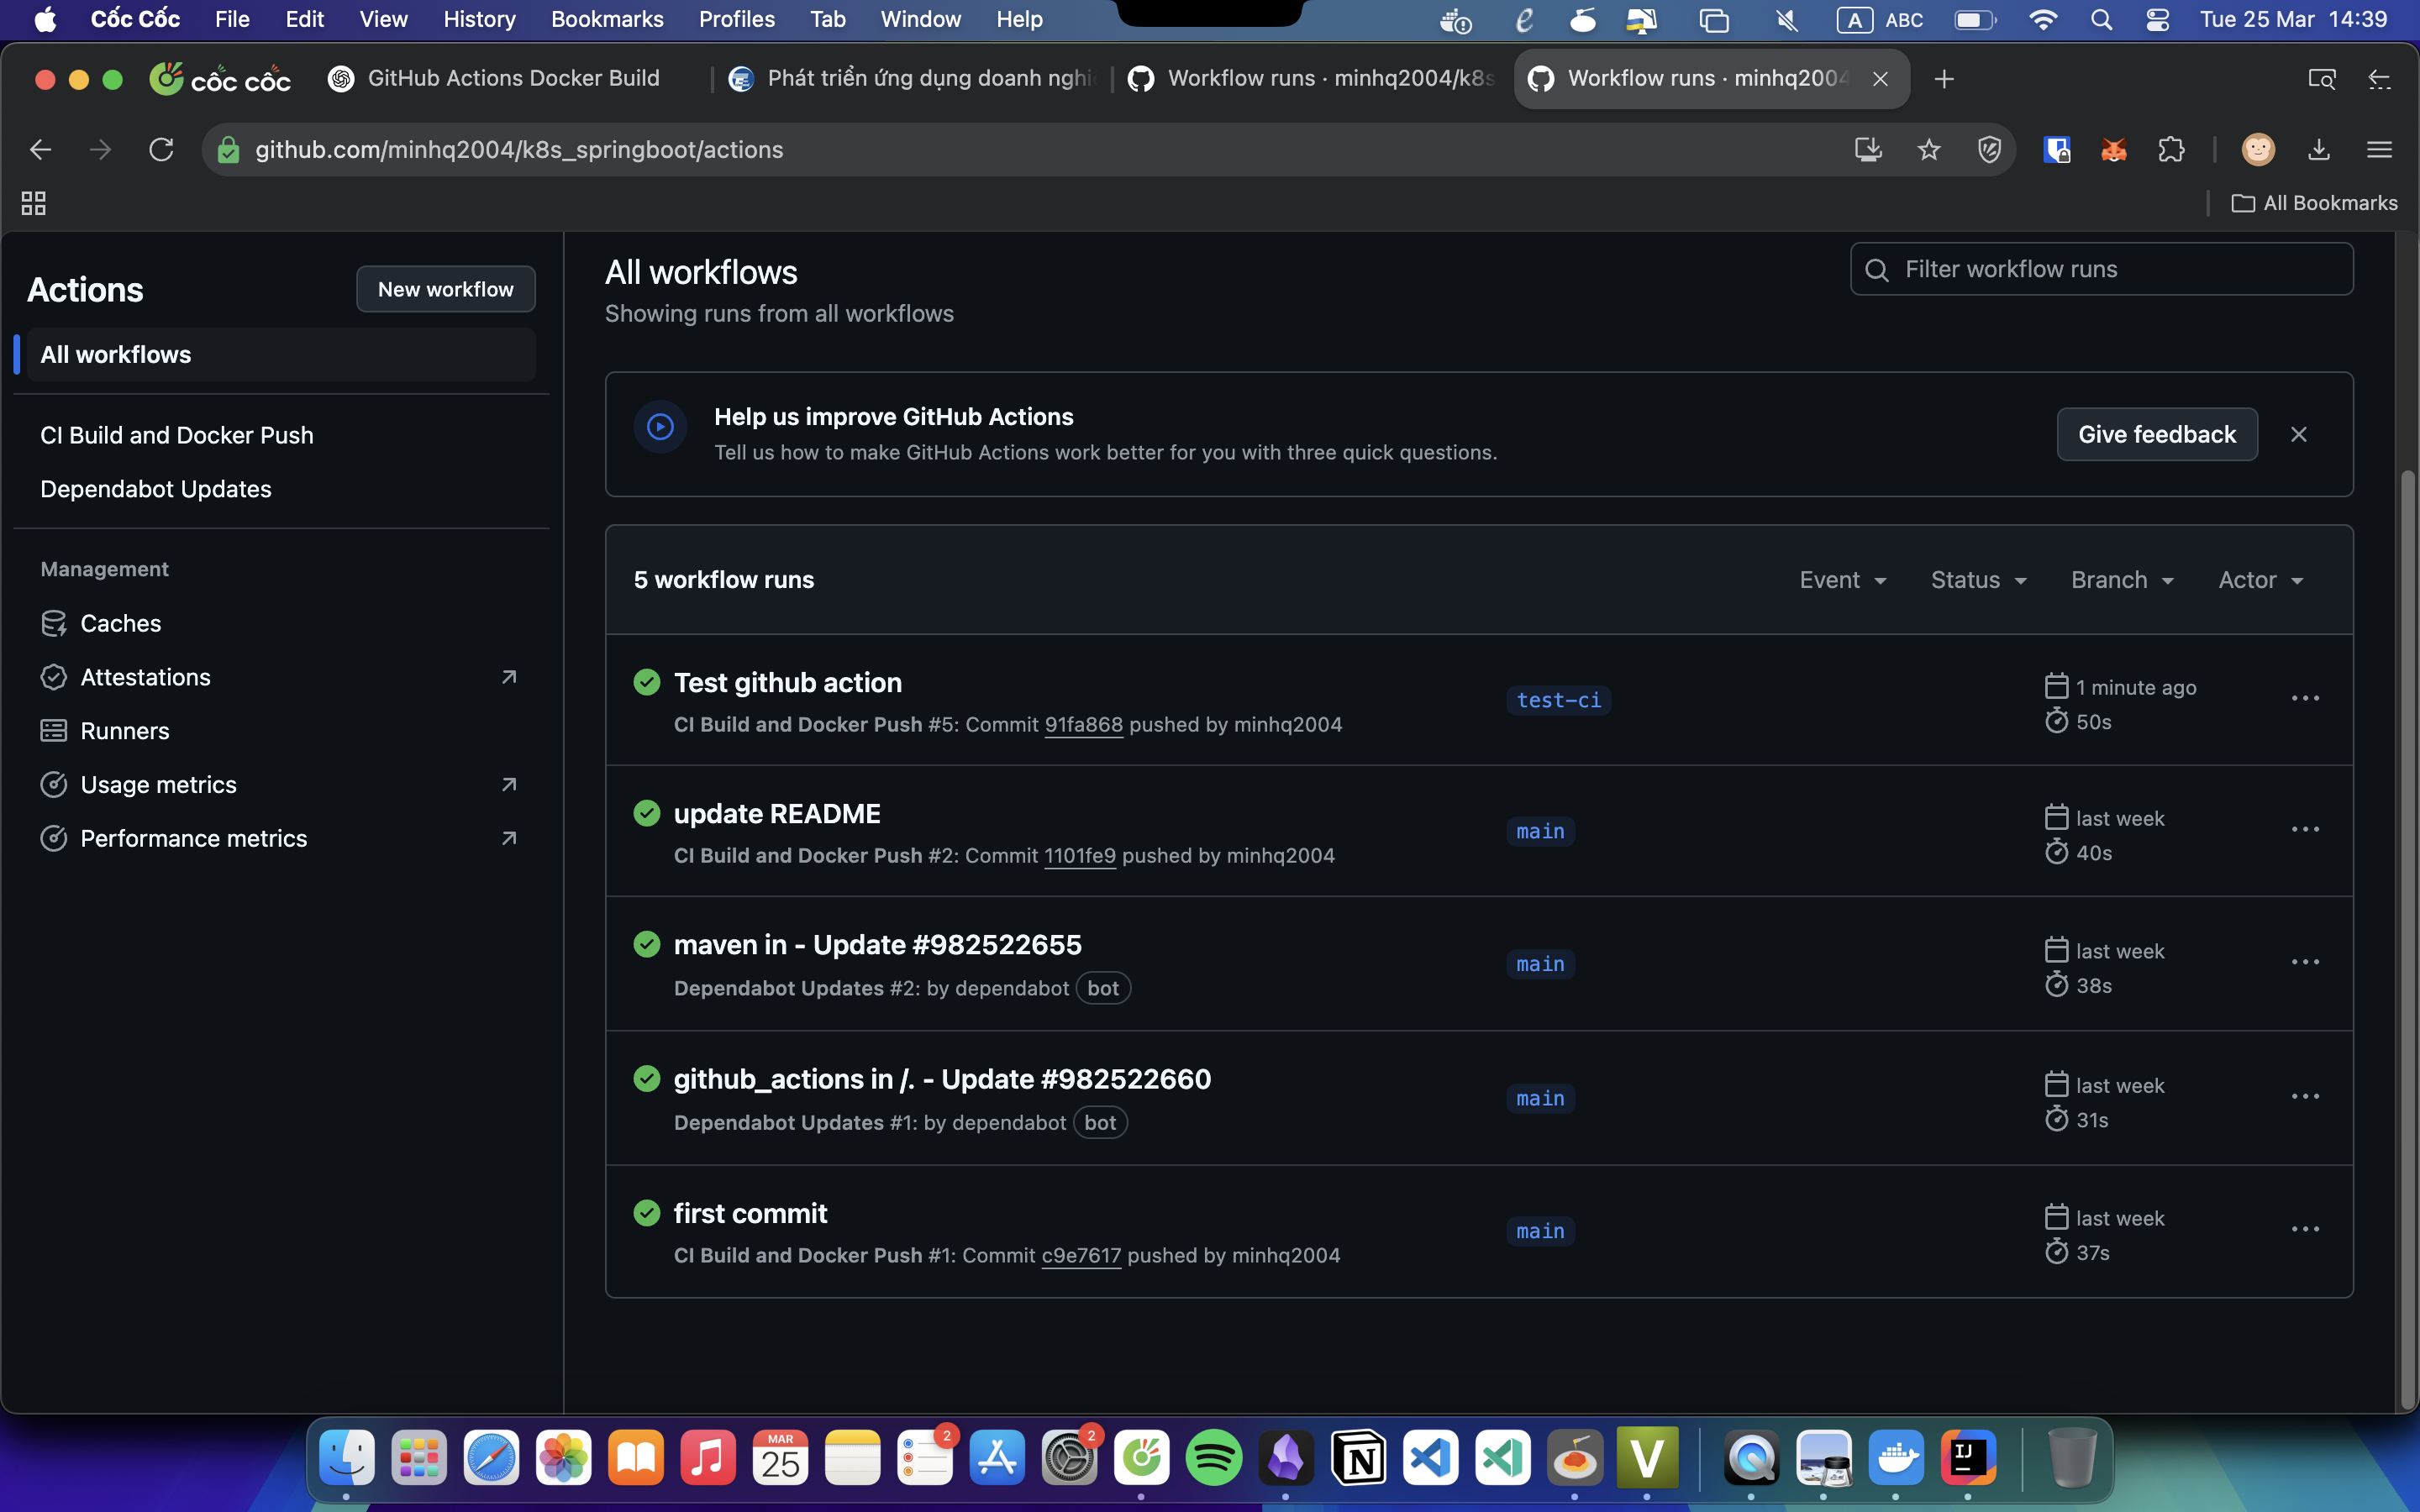 Cốc Cốc File Edit View History Bookmarks Profiles Tab Window Help A ABC Tue 25 Mar 14:39
cốc cốc GitHub Actions Docker Build Phát triển ứng dụng doanh nghi Workflow runs · minhq2004/k8s Workflow runs · minhq2004
github.com/minhq2004/k8s_springboot/actions
All Bookmarks
Actions
New workflow
All workflows
CI Build and Docker Push
Dependabot Updates
Management
Caches
Attestations
Runners
Usage metrics
Performance metrics
All workflows
Showing runs from all workflows
Filter workflow runs
Help us improve GitHub Actions
Tell us how to make GitHub Actions work better for you with three quick questions.
Give feedback
5 workflow runs
Event Status Branch Actor
Test github action
CI Build and Docker Push #5: Commit 91fa868 pushed by minhq2004
test-ci
1 minute ago
50s
update README
CI Build and Docker Push #2: Commit 1101fe9 pushed by minhq2004
main
last week
40s
maven in - Update #982522655
Dependabot Updates #2: by dependabot bot
main
last week
38s
github_actions in /. - Update #982522660
Dependabot Updates #1: by dependabot bot
main
last week
31s
first commit
CI Build and Docker Push #1: Commit c9e7617 pushed by minhq2004
main
last week
37s
MAR
25
2
2
N
V
IJ